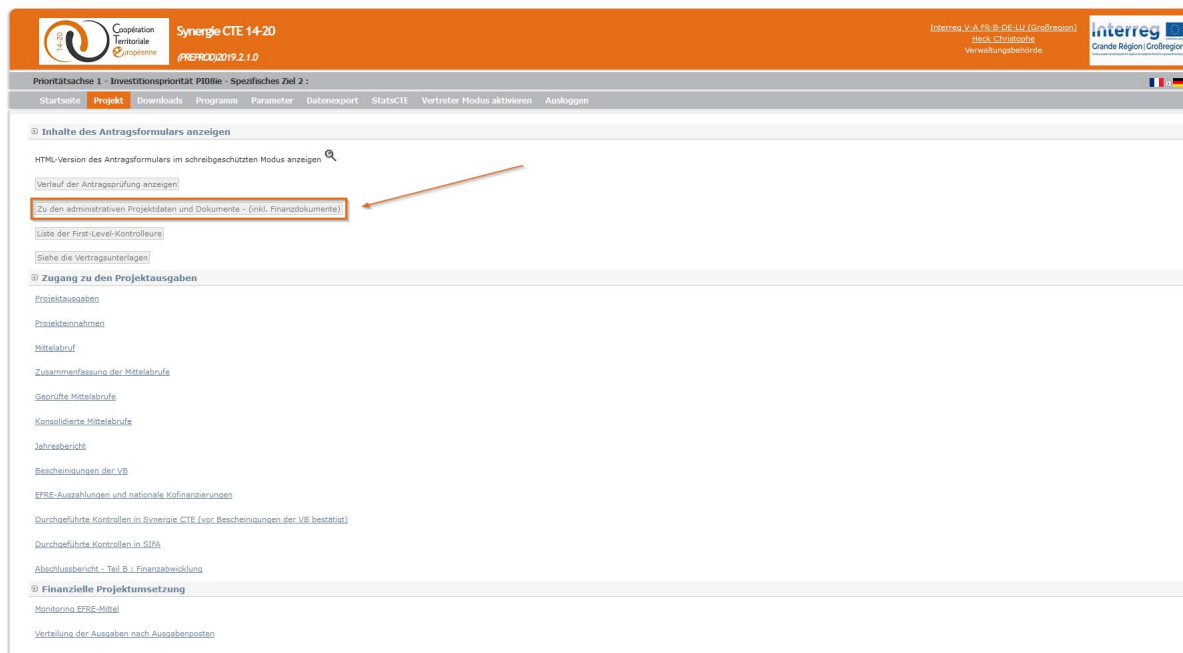 14-20
Coopération
Territoriale
Européenne
Synergie CTE 14-20
(PREPROD)2019.2.1.0
Interreg V-A FR-B-DE-LU (Großregion)
Heck Christophe
Verwaltungsbehörde
Interreg
Grande Région | Großregion
Prioritätsachse 1 - Investitionspriorität PI08ie - Spezifisches Ziel 2 :
Startseite Projekt Downloads Programm Parameter Datenexport StatsCTE Vertreter Modus aktivieren Ausloggen
Inhalte des Antragsformulars anzeigen
HTML-Version des Antragsformulars im schreibgeschützten Modus anzeigen
Verlauf der Antragsprüfung anzeigen
Zu den administrativen Projektdaten und Dokumente - (inkl. Finanzdokumente)
Liste der First-Level-Kontrolleure
Siehe die Vertragsunterlagen
Zugang zu den Projektausgaben
Projektausgaben
Projekteinnahmen
Mittelabruf
Zusammenfassung der Mittelabrufe
Geprüfte Mittelabrufe
Konsolidierte Mittelabrufe
Jahresbericht
Bescheinigungen der VB
EFRE-Auszahlungen und nationale Kofinanzierungen
Durchgeführte Kontrollen in Synergie CTE (vor Bescheinigungen der VB bestätigt)
Durchgeführte Kontrollen in SIFA
Abschlussbericht - Teil B : Finanzabwicklung
Finanzielle Projektumsetzung
Monitoring EFRE-Mittel
Verteilung der Ausgaben nach Ausgabenposten